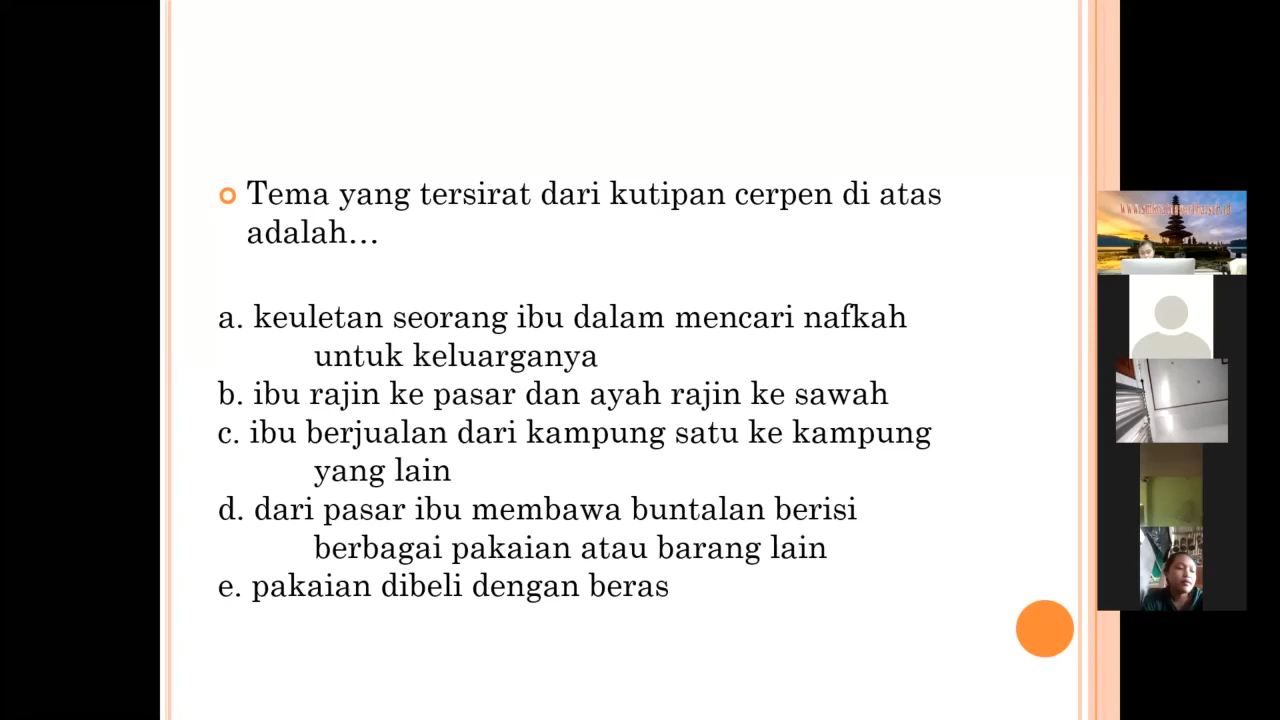 Tema yang tersirat dari kutipan cerpen di atas
adalah...
a. keuletan seorang ibu dalam mencari nafkah
untuk keluarganya
b. ibu rajin ke pasar dan ayah rajin ke sawah
c. ibu berjualan dari kampung satu ke kampung
yang lain
d. dari pasar ibu membawa buntalan berisi
berbagai pakaian atau barang lain
e. pakaian dibeli dengan beras